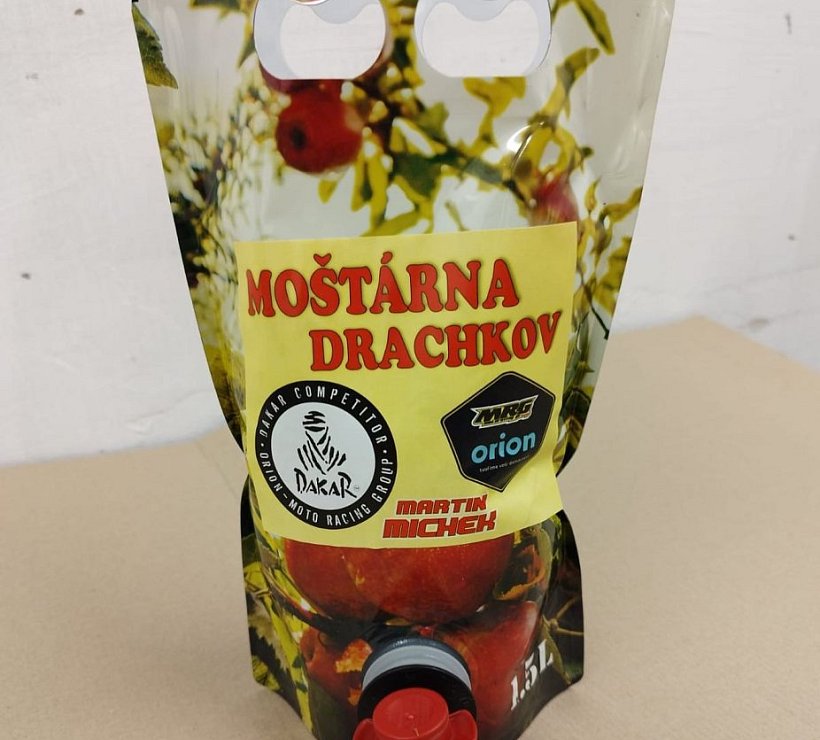 MOŠTÁRNA
DRACHKOV
DAKAR COMPETITOR
DAKAR
ORION - MOTO RACING GROUP
MRG
orion
MARTIN
MICHEK
1.5L